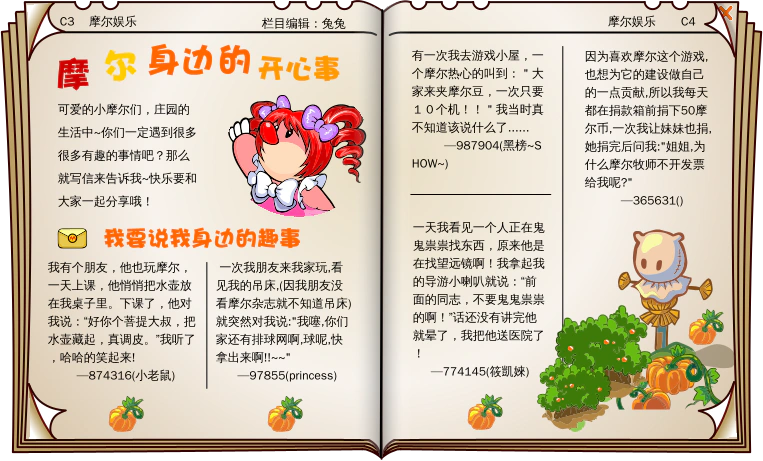 C3 摩尔娱乐
栏目编辑：兔兔
摩尔身边的开心事
可爱的小摩尔们，庄园的
生活中~你们一定遇到很多
很多有趣的事情吧？那么
就写信来告诉我~快乐要和
大家一起分享哦！
我要说我身边的趣事
我有个朋友，他也玩摩尔，
一天上课，他悄悄把水壶放
在我桌子里。下课了，他对
我说：“好你个菩提大叔，把
水壶藏起，真调皮。”我听了
，哈哈的笑起来!
—874316(小老鼠)
一次我朋友来我家玩,看
见我的吊床,(因我朋友没
看摩尔杂志就不知道吊床)
就突然对我说:"我噻,你们
家还有排球网啊,球呢,快
拿出来啊!!~~"
—97855(princess)
摩尔娱乐 C4
有一次我去游戏小屋，一
个摩尔热心的叫到：＂大
家来夹摩尔豆，一次只要
１０个机！！＂我当时真
不知道该说什么了......
—987904(黑榜~S
HOW~)
一天我看见一个人正在鬼
鬼祟祟找东西，原来他是
在找望远镜啊！我拿起我
的导游小喇叭就说：“前
面的同志，不要鬼鬼祟祟
的啊！”话还没有讲完他
就晕了，我把他送医院了
！
—774145(筱凱婡)
因为喜欢摩尔这个游戏,
也想为它的建设做自己
的一点贡献,所以我每天
都在捐款箱前捐下50摩
尔币,一次我让妹妹也捐,
她捐完后问我:"姐姐,为
什么摩尔牧师不开发票
给我呢?"
—365631()